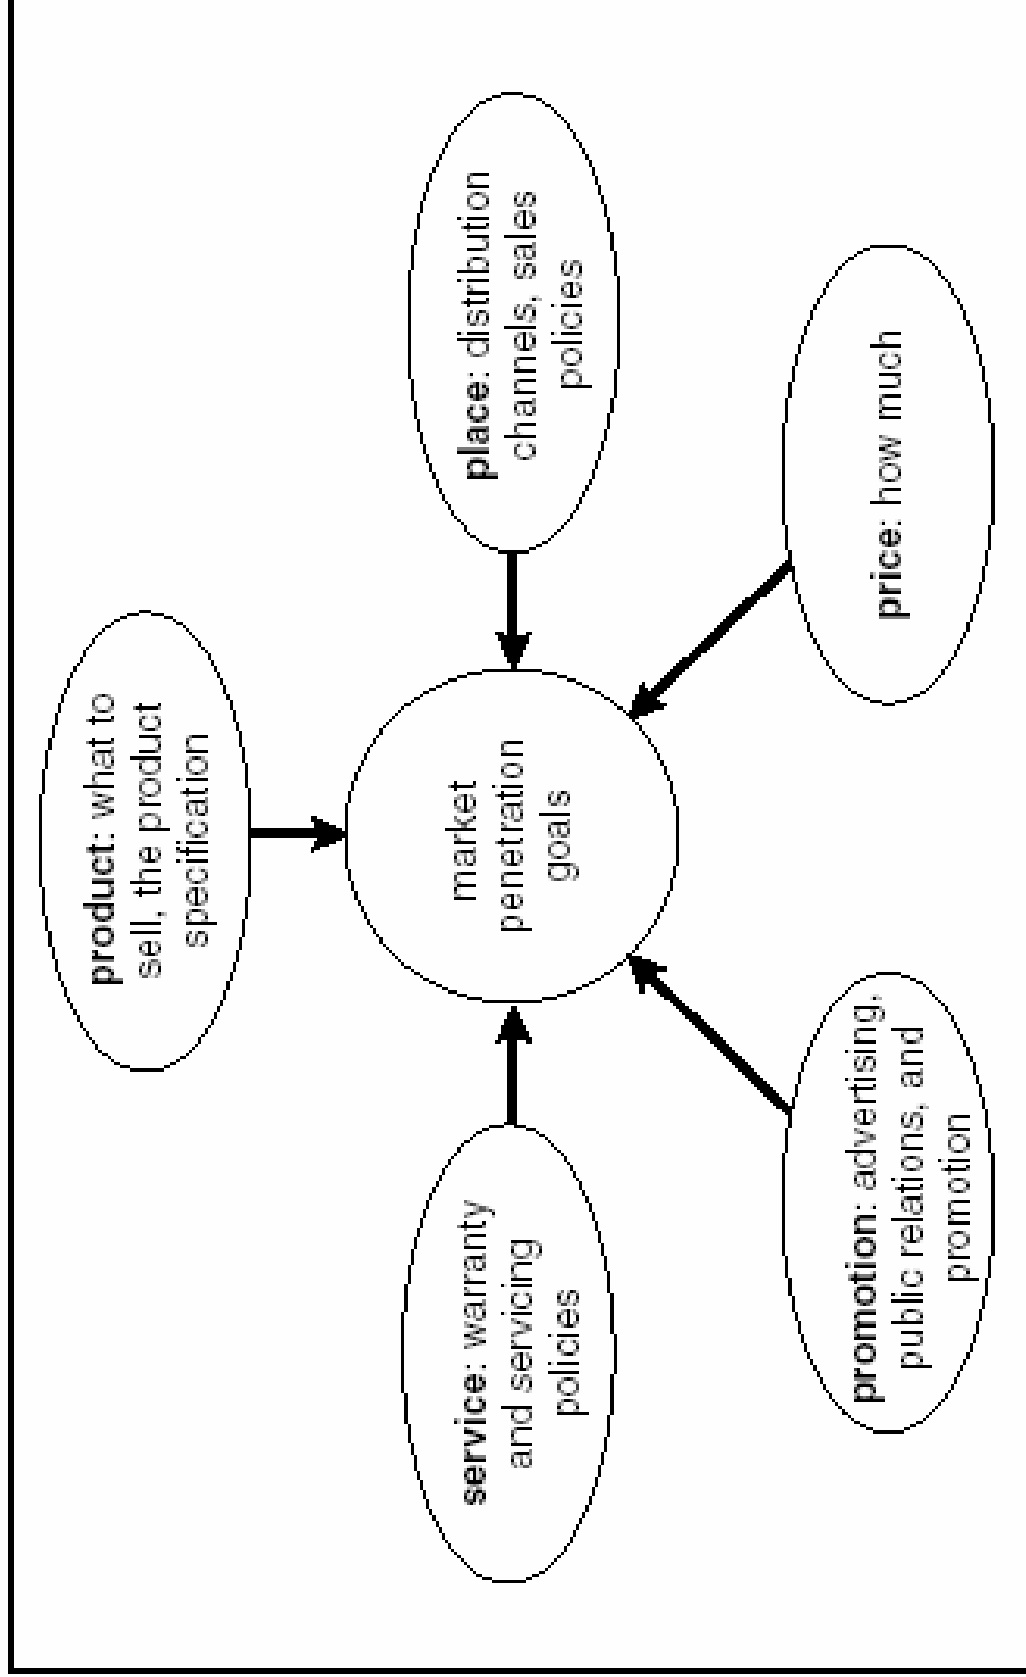 product: what to
sell, the product
specification
service: warranty
and servicing
policies
market
penetration
goals
place: distribution
channels, sales
policies
promotion: advertising,
public relations, and
promotion
price: how much